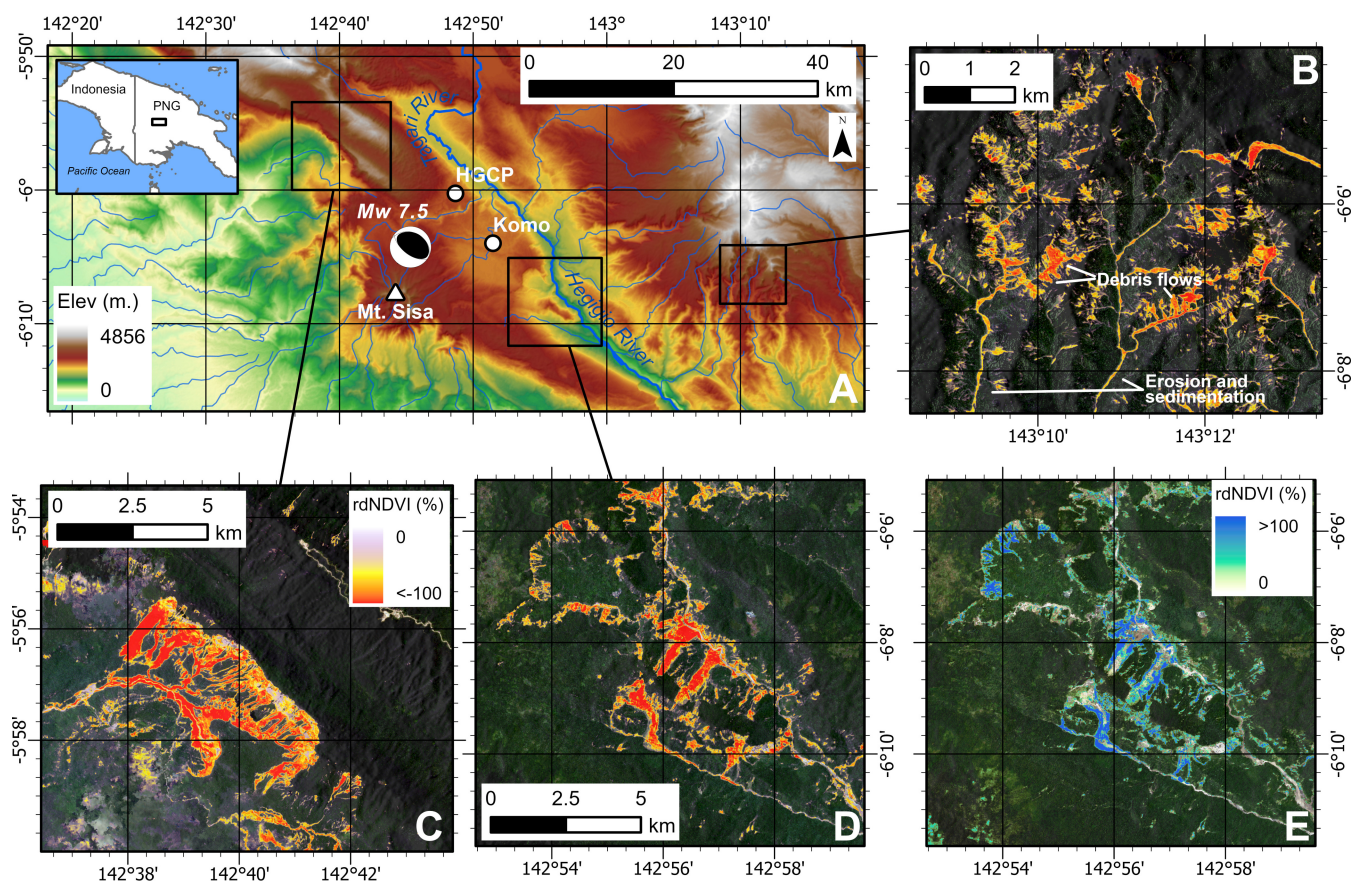 142°20'
142°30'
142°40'
142°50'
143°
143°10'
-5°50'
-6°
-6°10'
Indonesia
PNG
Pacific Ocean
0
20
40
km
N
Tagari River
HGCP
Mw 7.5
Komo
Mt. Sisa
Heggio River
Elev (m.)
4856
0
A
0
1
2
km
B
Debris flows
Erosion and
sedimentation
-6°6'
-6°8'
143°10'
143°12'
0
2.5
5
km
rdNDVI (%)
0
<-100
-5°54'
-5°56'
-5°58'
C
142°38'
142°40'
142°42'
0
2.5
5
km
D
-6°6'
-6°8'
-6°10'
142°54'
142°56'
142°58'
rdNDVI (%)
>100
0
E
-6°6'
-6°8'
-6°10'
142°54'
142°56'
142°58'